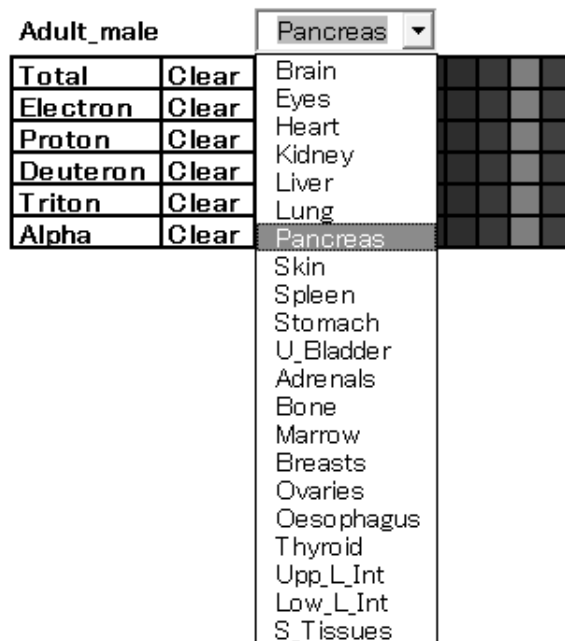 Adult_male Pancreas
Total Clear
Electron Clear
Proton Clear
Deuteron Clear
Triton Clear
Alpha Clear
Brain
Eyes
Heart
Kidney
Liver
Lung
Pancreas
Skin
Spleen
Stomach
U_Bladder
Adrenals
Bone
Marrow
Breasts
Ovaries
Oesophagus
Thyroid
Upp_L_Int
Low_L_Int
S_Tissues